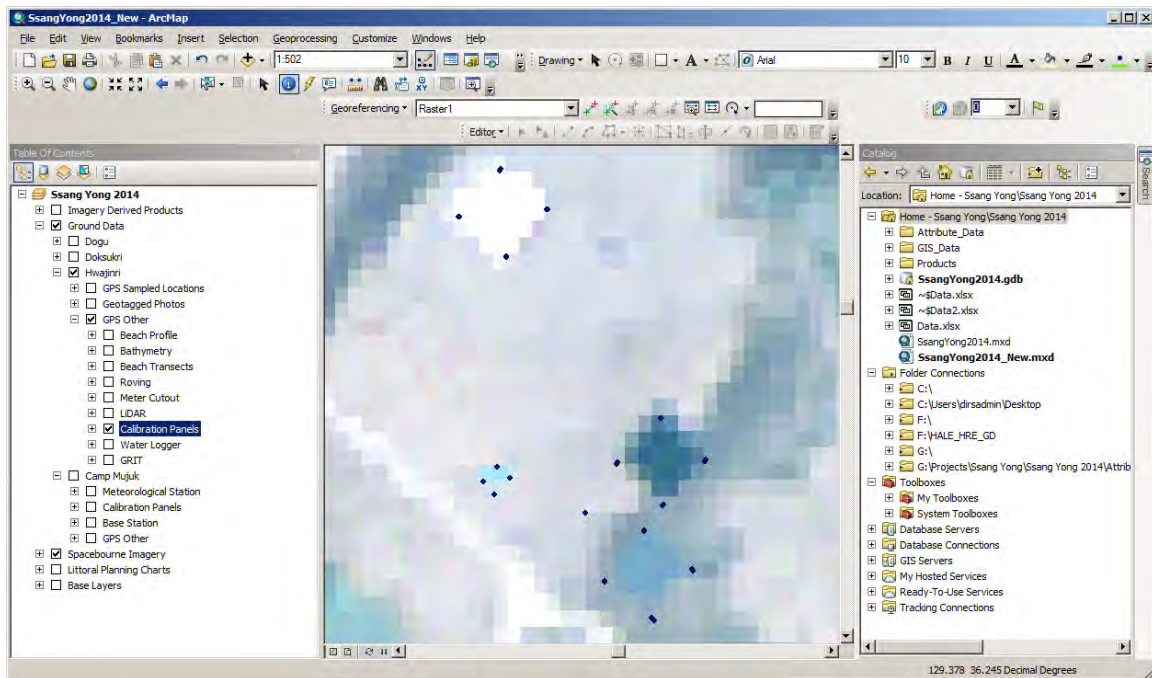 SsangYong2014_New - ArcMap
File Edit View Bookmarks Insert Selection Geoprocessing Customize Windows Help
1:502 Drawing A Arial 10 B I U A
Georeferencing Raster1
Editor
Table Of Contents
Catalog
Search
Location: Home - Ssang Yong\Ssang Yong 2014
Ssang Yong 2014
Imagery Derived Products
Ground Data
Dogu
Doksukri
Hwajinri
GPS Sampled Locations
Geotagged Photos
GPS Other
Beach Profile
Bathymetry
Beach Transects
Roving
Meter Cutout
LiDAR
Calibration Panels
Water Logger
GRIT
Camp Mujuk
Meteorological Station
Calibration Panels
Base Station
GPS Other
Spacebourne Imagery
Littoral Planning Charts
Base Layers
Home - Ssang Yong\Ssang Yong 2014
Attribute_Data
GIS_Data
Products
SsangYong2014.gdb
~$Data.xlsx
~$Data2.xlsx
Data.xlsx
SsangYong2014.mxd
SsangYong2014_New.mxd
Folder Connections
C:\
C:\Users\dirsadmin\Desktop
F:\
F:\HALE_HRE_GD
G:\
G:\Projects\Ssang Yong\Ssang Yong 2014\Attrib
Toolboxes
My Toolboxes
System Toolboxes
Database Servers
Database Connections
GIS Servers
My Hosted Services
Ready-To-Use Services
Tracking Connections
129.378 36.245 Decimal Degrees